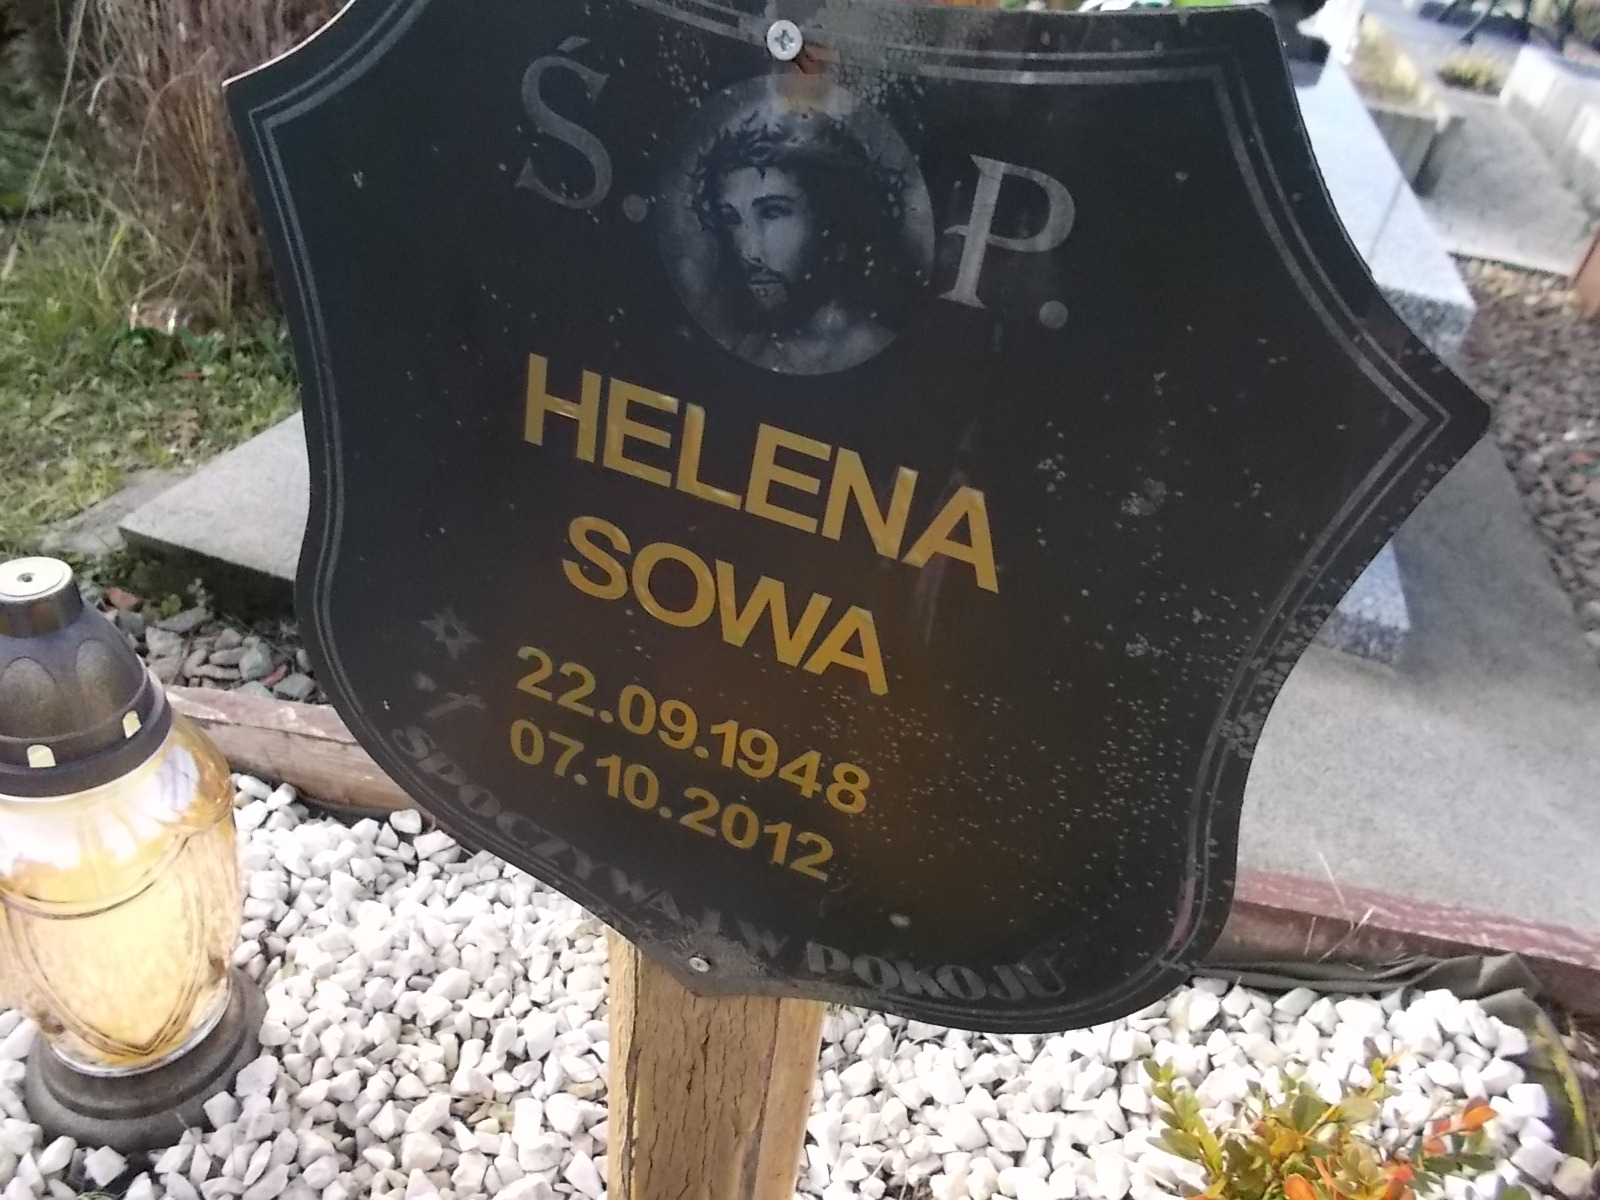 Ś. P.
HELENA
SOWA
22.09.1948
07.10.2012
SPOCZYWAJ W POKOJU